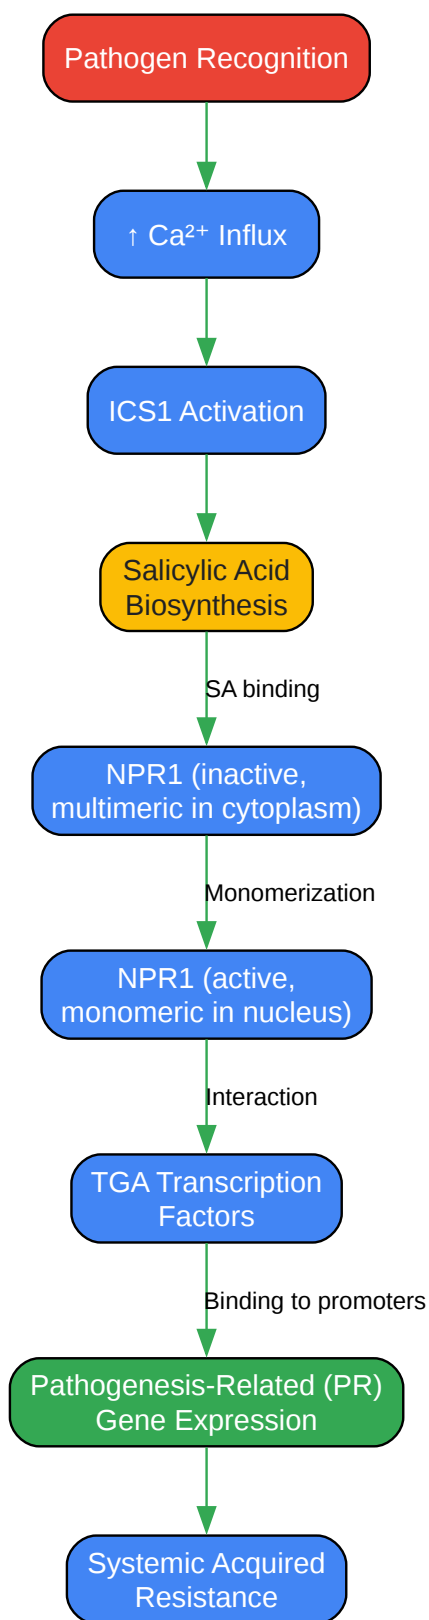 Pathogen Recognition
↑ Ca²⁺ Influx
ICS1 Activation
Salicylic Acid
Biosynthesis
SA binding
NPR1 (inactive,
multimeric in cytoplasm)
Monomerization
NPR1 (active,
monomeric in nucleus)
Interaction
TGA Transcription
Factors
Binding to promoters
Pathogenesis-Related (PR)
Gene Expression
Systemic Acquired
Resistance